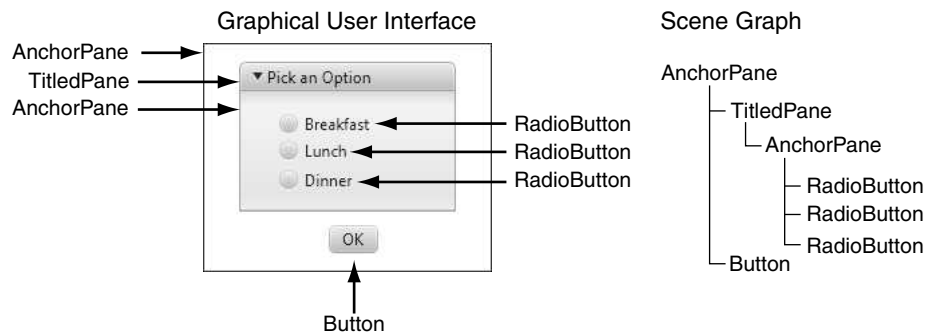 Graphical User Interface
AnchorPane
TitledPane
AnchorPane
Pick an Option
Breakfast
Lunch
Dinner
OK
RadioButton
RadioButton
RadioButton
Button
Scene Graph
AnchorPane
TitledPane
AnchorPane
RadioButton
RadioButton
RadioButton
Button